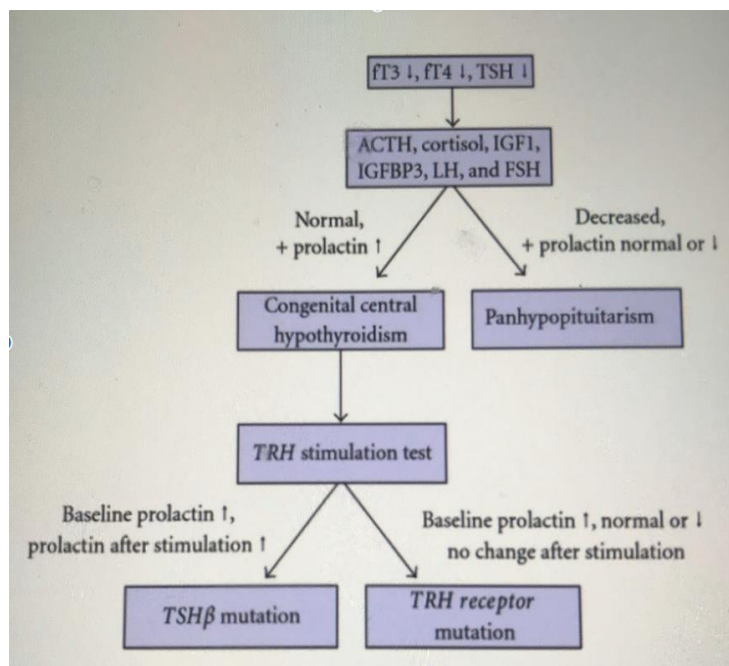 fT3 ↓, fT4 ↓, TSH ↓
ACTH, cortisol, IGF1,
IGFBP3, LH, and FSH
Normal,
+ prolactin ↑
Decreased,
+ prolactin normal or ↓
Congenital central
hypothyroidism
Panhypopituitarism
TRH stimulation test
Baseline prolactin ↑,
prolactin after stimulation ↑
Baseline prolactin ↑, normal or ↓
no change after stimulation
TSHβ mutation
TRH receptor
mutation